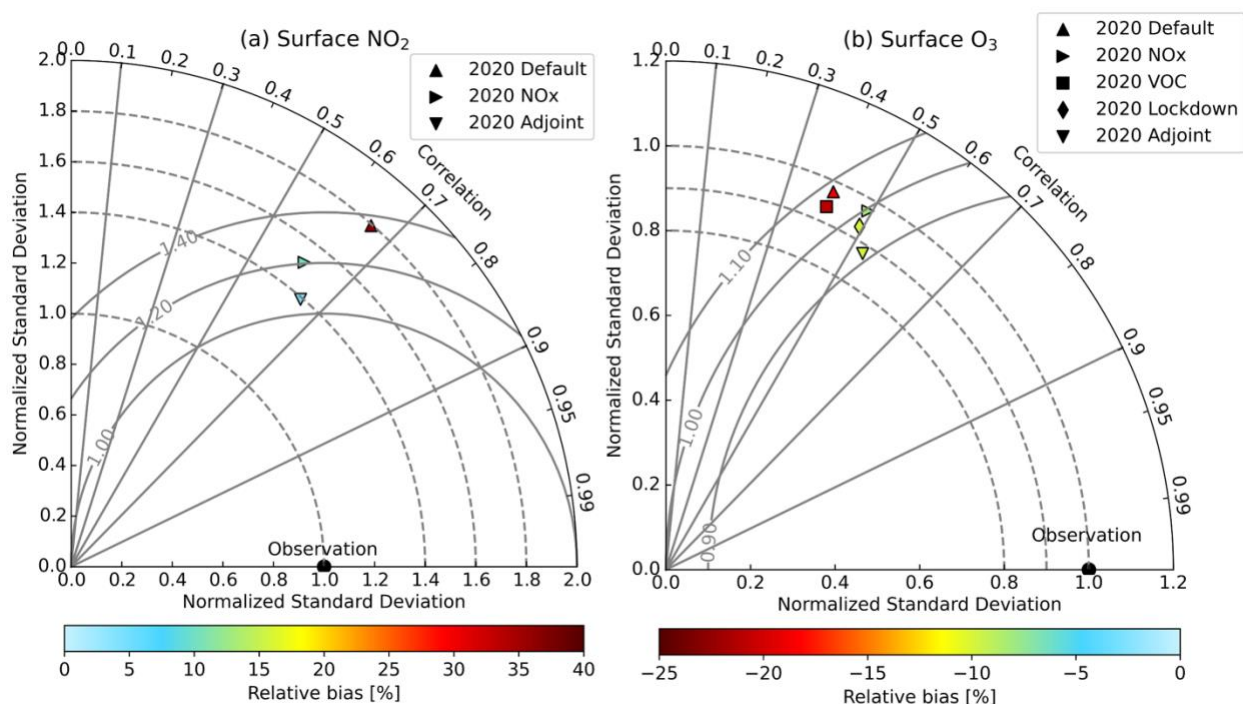 (a) Surface NO₂
2020 Default
2020 NOx
2020 Adjoint
0.0
0.1
0.2
0.3
0.4
0.5
0.6
0.7
0.8
0.9
0.95
0.99
Correlation
2.0
1.8
1.6
1.4
1.2
1.0
0.8
0.6
0.4
0.2
0.0
Normalized Standard Deviation
1.40
1.20
1.00
Observation
0.0 0.2 0.4 0.6 0.8 1.0 1.2 1.4 1.6 1.8 2.0
Normalized Standard Deviation
0 5 10 15 20 25 30 35 40
Relative bias [%]
(b) Surface O₃
2020 Default
2020 NOx
2020 VOC
2020 Lockdown
2020 Adjoint
0.0
0.1
0.2
0.3
0.4
0.5
0.6
0.7
0.8
0.9
0.95
0.99
Correlation
1.2
1.0
0.8
0.6
0.4
0.2
0.0
Normalized Standard Deviation
1.10
1.00
0.90
Observation
0.0 0.2 0.4 0.6 0.8 1.0 1.2
Normalized Standard Deviation
−25 −20 −15 −10 −5 0
Relative bias [%]